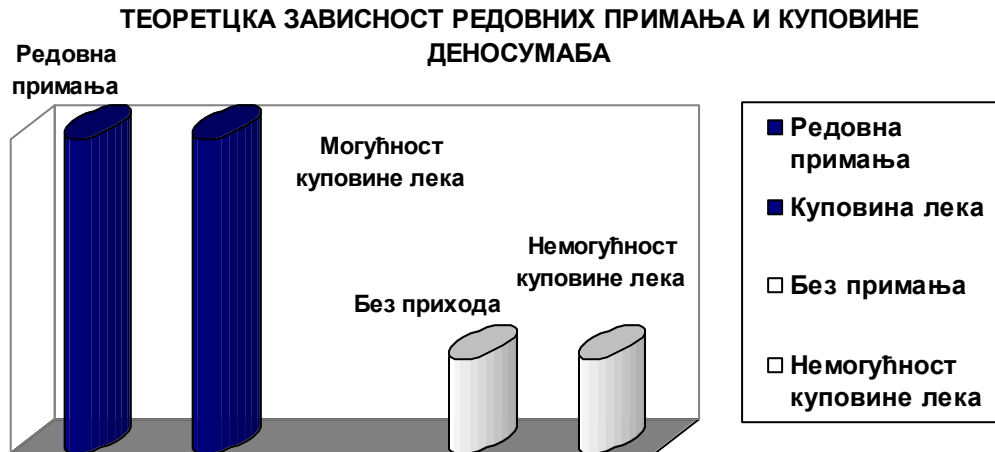 ТЕОРЕТЦКА ЗАВИСНОСТ РЕДОВНИХ ПРИМАЊА И КУПОВИНЕ
ДЕНОСУМАБА
Редовна
примања
Могућност
куповине лека
Без прихода
Немогућност
куповине лека
Редовна
примања
Куповина лека
Без примања
Немогућност
куповине лека